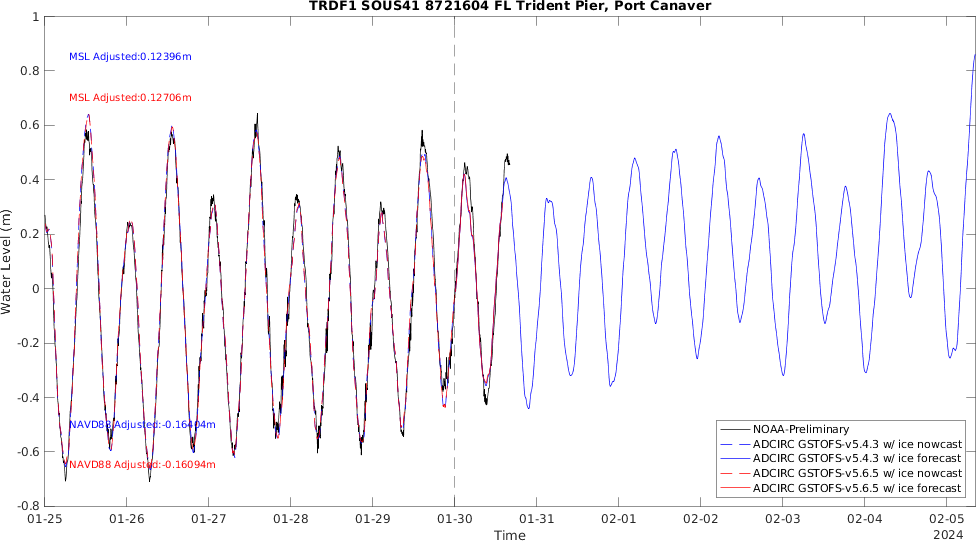 TRDF1 SOUS41 8721604 FL Trident Pier, Port Canaver
1
0.8
0.6
0.4
0.2
0
-0.2
-0.4
-0.6
-0.8
Water Level (m)
MSL Adjusted:0.12396m
MSL Adjusted:0.12706m
NAVD88 Adjusted:-0.16404m
NAVD88 Adjusted:-0.16094m
NOAA-Preliminary
ADCIRC GSTOFS-v5.4.3 w/ ice nowcast
ADCIRC GSTOFS-v5.4.3 w/ ice forecast
ADCIRC GSTOFS-v5.6.5 w/ ice nowcast
ADCIRC GSTOFS-v5.6.5 w/ ice forecast
01-25 01-26 01-27 01-28 01-29 01-30 01-31 02-01 02-02 02-03 02-04 02-05
2024
Time